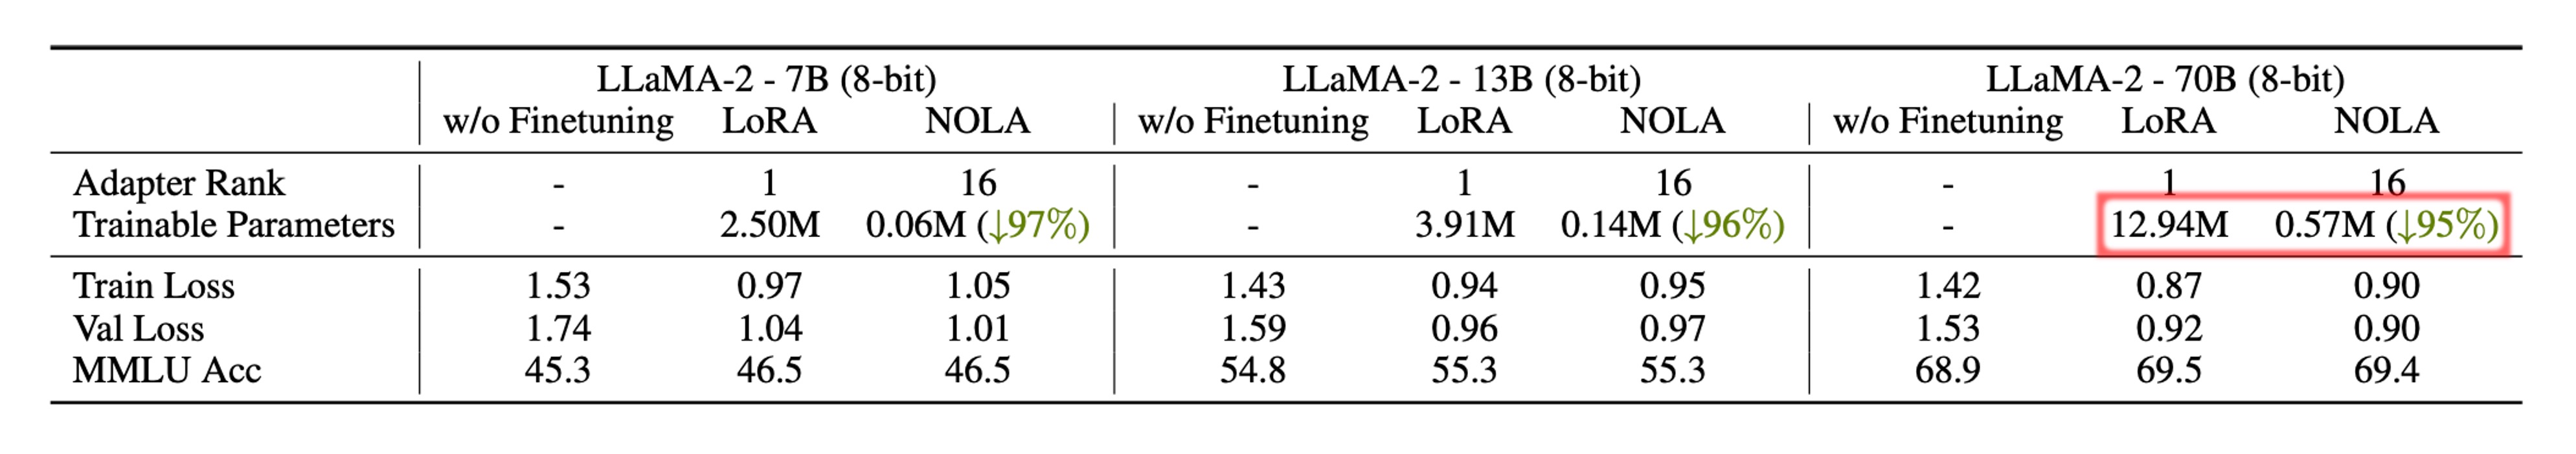 LLaMA-2 - 7B (8-bit) LLaMA-2 - 13B (8-bit) LLaMA-2 - 70B (8-bit)
w/o Finetuning LoRA NOLA w/o Finetuning LoRA NOLA w/o Finetuning LoRA NOLA
Adapter Rank - 1 16 - 1 16 - 1 16
Trainable Parameters - 2.50M 0.06M (↓97%) - 3.91M 0.14M (↓96%) - 12.94M 0.57M (↓95%)
Train Loss 1.53 0.97 1.05 1.43 0.94 0.95 1.42 0.87 0.90
Val Loss 1.74 1.04 1.01 1.59 0.96 0.97 1.53 0.92 0.90
MMLU Acc 45.3 46.5 46.5 54.8 55.3 55.3 68.9 69.5 69.4